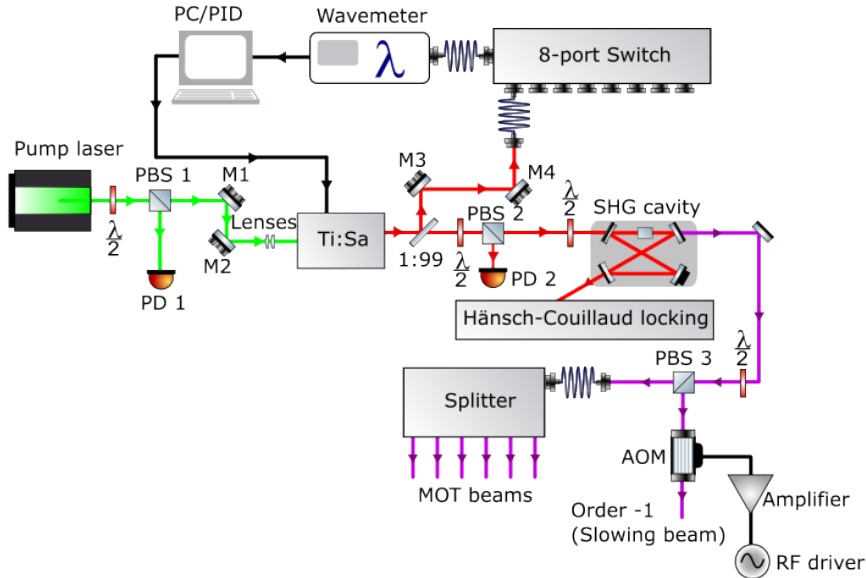 PC/PID
Wavemeter
λ
8-port Switch
Pump laser
PBS 1
M1
M3
M4
Lenses
λ
2
M2
PD 1
Ti:Sa
1:99
λ
2
PBS 2
PD 2
λ
2
SHG cavity
Hänsch-Couillaud locking
PBS 3
λ
2
Splitter
MOT beams
AOM
Order -1
(Slowing beam)
Amplifier
RF driver